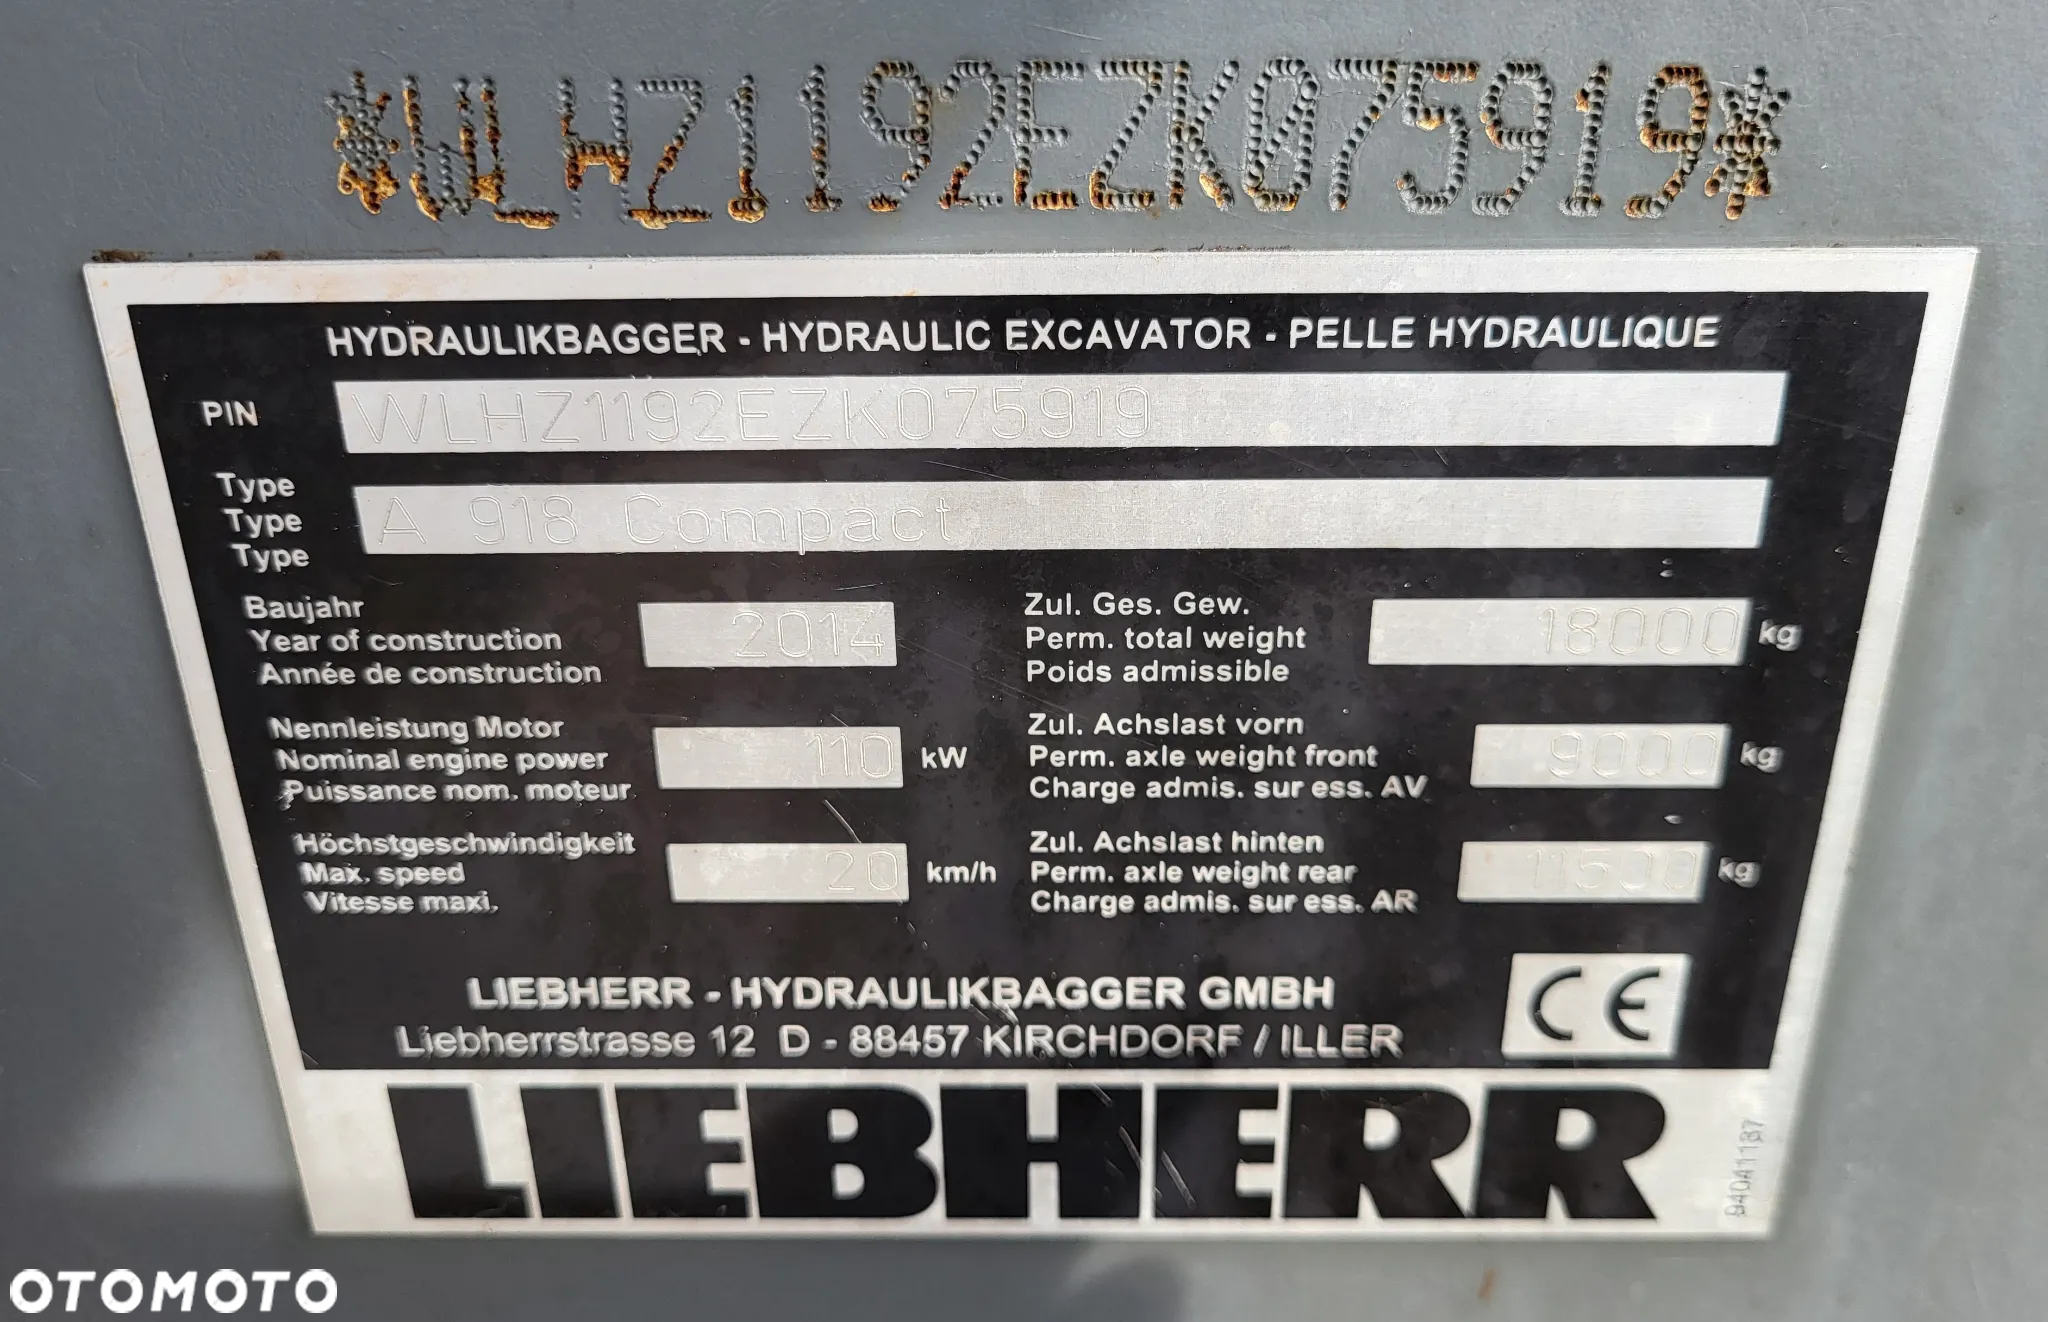 *WLHZ1192EZK075919*
HYDRAULIKBAGGER - HYDRAULIC EXCAVATOR - PELLE HYDRAULIQUE
PIN WLHZ1192EZK075919
Type
Type A 918 Compact
Type
Baujahr
Year of construction 2014
Année de construction
Zul. Ges. Gew.
Perm. total weight 18000 kg
Poids admissible
Nennleistung Motor
Nominal engine power 110 kW
Puissance nom. moteur
Zul. Achslast vorn
Perm. axle weight front 9000 kg
Charge admis. sur ess. AV
Höchstgeschwindigkeit
Max. speed 20 km/h
Vitesse maxi.
Zul. Achslast hinten
Perm. axle weight rear 11500 kg
Charge admis. sur ess. AR
LIEBHERR - HYDRAULIKBAGGER GMBH
Liebherrstrasse 12 D - 88457 KIRCHDORF / ILLER
CE
LIEBHERR
94041137
OTOMOTO